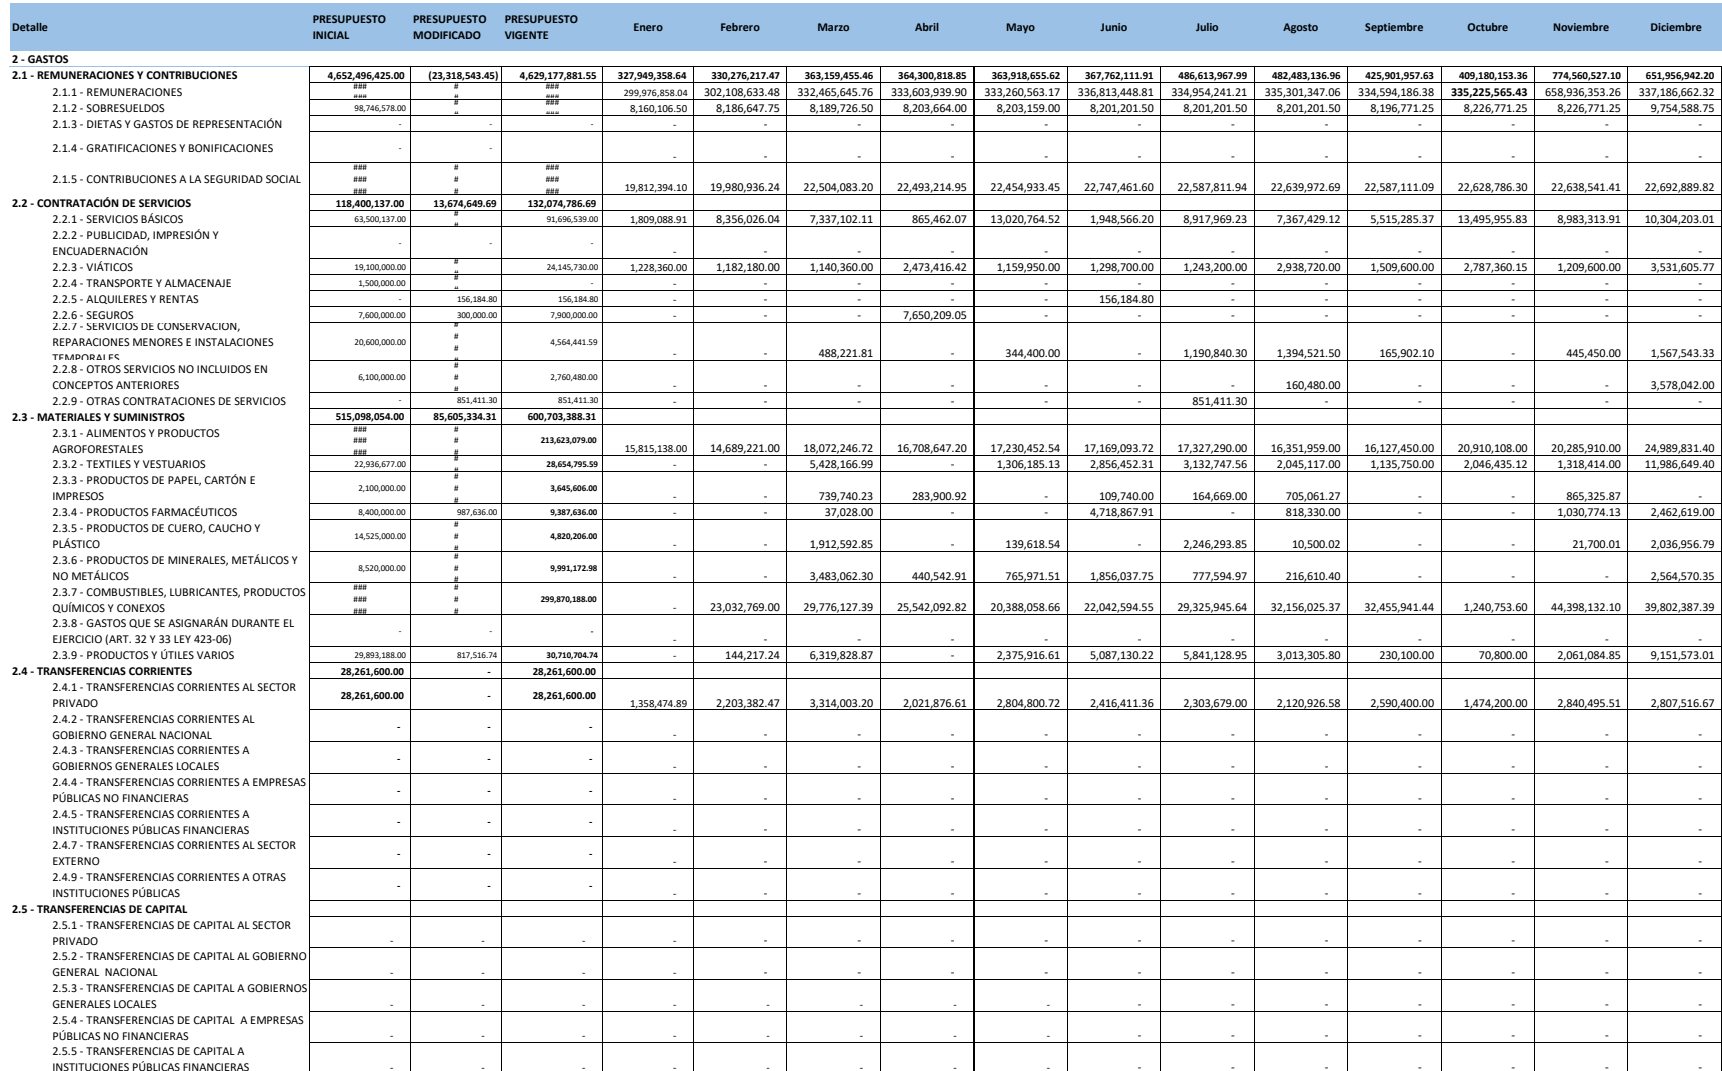 Detalle PRESUPUESTO INICIAL PRESUPUESTO MODIFICADO PRESUPUESTO VIGENTE Enero Febrero Marzo Abril Mayo Junio Julio Agosto Septiembre Octubre Noviembre Diciembre
2 - GASTOS
2.1 - REMUNERACIONES Y CONTRIBUCIONES 4,652,496,425.00 (23,318,543.45) 4,629,177,881.55 327,949,358.64 330,276,217.47 363,159,455.46 364,300,818.85 363,918,655.62 367,762,111.91 486,613,967.99 482,483,136.96 425,901,957.63 409,180,153.36 774,560,527.10 651,956,942.20
2.1.1 - REMUNERACIONES ### # ### 299,976,858.04 302,108,633.48 332,465,645.76 333,603,939.90 333,260,563.17 336,813,448.81 334,954,241.21 335,301,347.06 334,594,186.38 335,225,565.43 658,936,353.26 337,186,662.32
2.1.2 - SOBRESUELDOS 98,746,578.00 # ### 8,160,106.50 8,186,647.75 8,189,726.50 8,203,664.00 8,203,159.00 8,201,201.50 8,201,201.50 8,201,201.50 8,196,771.25 8,226,771.25 8,226,771.25 9,754,588.75
2.1.3 - DIETAS Y GASTOS DE REPRESENTACIÓN - - - - - - - - - - - - - - -
2.1.4 - GRATIFICACIONES Y BONIFICACIONES - - - - - - - - - - - - - -
### # ###
2.1.5 - CONTRIBUCIONES A LA SEGURIDAD SOCIAL ### # ###
### # ### 19,812,394.10 19,980,936.24 22,504,083.20 22,493,214.95 22,454,933.45 22,747,461.60 22,587,811.94 22,639,972.69 22,587,111.09 22,628,786.30 22,638,541.41 22,692,889.82
2.2 - CONTRATACIÓN DE SERVICIOS 118,400,137.00 13,674,649.69 132,074,786.69
2.2.1 - SERVICIOS BÁSICOS 63,500,137.00 # 91,696,539.00 1,809,088.91 8,356,026.04 7,337,102.11 865,462.07 13,020,764.52 1,948,566.20 8,917,969.23 7,367,429.12 5,515,285.37 13,495,955.83 8,983,313.91 10,304,203.01
2.2.2 - PUBLICIDAD, IMPRESIÓN Y
ENCUADERNACIÓN - - - - - - - - - - - - - - -
2.2.3 - VIÁTICOS 19,100,000.00 # 24,145,730.00 1,228,360.00 1,182,180.00 1,140,360.00 2,473,416.42 1,159,950.00 1,298,700.00 1,243,200.00 2,938,720.00 1,509,600.00 2,787,360.15 1,209,600.00 3,531,605.77
2.2.4 - TRANSPORTE Y ALMACENAJE 1,500,000.00 # - - - - - - - - - - - - -
2.2.5 - ALQUILERES Y RENTAS - 156,184.80 156,184.80 - - - - - 156,184.80 - - - - - -
2.2.6 - SEGUROS 7,600,000.00 300,000.00 7,900,000.00 - - - 7,650,209.05 - - - - - - - -
2.2.7 - SERVICIOS DE CONSERVACIÓN, #
REPARACIONES MENORES E INSTALACIONES 20,600,000.00 # 4,564,441.59
TEMPORALES # - - 488,221.81 - 344,400.00 - 1,190,840.30 1,394,521.50 165,902.10 - 445,450.00 1,567,543.33
2.2.8 - OTROS SERVICIOS NO INCLUIDOS EN # 
CONCEPTOS ANTERIORES 6,100,000.00 # # 2,760,480.00 - - - - - - - 160,480.00 - - - 3,578,042.00
2.2.9 - OTRAS CONTRATACIONES DE SERVICIOS - 851,411.30 851,411.30 - - - - - - 851,411.30 - - - - -
2.3 - MATERIALES Y SUMINISTROS 515,098,054.00 85,605,334.31 600,703,388.31
2.3.1 - ALIMENTOS Y PRODUCTOS ### # 213,623,079.00
AGROFORESTALES ### ### # # 15,815,138.00 14,689,221.00 18,072,246.72 16,708,647.20 17,230,452.54 17,169,093.72 17,327,290.00 16,351,959.00 16,127,450.00 20,910,108.00 20,285,910.00 24,989,831.40
2.3.2 - TEXTILES Y VESTUARIOS 22,936,677.00 # 28,654,795.59 - - 5,428,166.99 - 1,306,185.13 2,856,452.31 3,132,747.56 2,045,117.00 1,135,750.00 2,046,435.12 1,318,414.00 11,986,649.40
2.3.3 - PRODUCTOS DE PAPEL, CARTÓN E #
IMPRESOS 2,100,000.00 # # 3,645,606.00 - - 739,740.23 283,900.92 - 109,740.00 164,669.00 705,061.27 - - 865,325.87 -
2.3.4 - PRODUCTOS FARMACÉUTICOS 8,400,000.00 987,636.00 9,387,636.00 - - 37,028.00 - - 4,718,867.91 - 818,330.00 - - 1,030,774.13 2,462,619.00
2.3.5 - PRODUCTOS DE CUERO, CAUCHO Y #
PLÁSTICO 14,525,000.00 # # 4,820,206.00 - - 1,912,592.85 - 139,618.54 - 2,246,293.85 10,500.02 - - 21,700.01 2,036,956.79
2.3.6 - PRODUCTOS DE MINERALES, METÁLICOS Y #
NO METÁLICOS 8,520,000.00 # # 9,991,172.98 - - 3,483,062.30 440,542.91 765,971.51 1,856,037.75 777,594.97 216,610.40 - - - 2,564,570.35
2.3.7 - COMBUSTIBLES, LUBRICANTES, PRODUCTOS ### # 299,870,188.00
QUÍMICOS Y CONEXOS ### ### # # - 23,032,769.00 29,776,127.39 25,542,092.82 20,388,058.66 22,042,594.55 29,325,945.64 32,156,025.37 32,455,941.44 1,240,753.60 44,398,132.10 39,802,387.39
2.3.8 - GASTOS QUE SE ASIGNARÁN DURANTE EL
EJERCICIO (ART. 32 Y 33 LEY 423-06) - - - - - - - - - - - - - - -
2.3.9 - PRODUCTOS Y ÚTILES VARIOS 29,893,188.00 817,516.74 30,710,704.74 - 144,217.24 6,319,828.87 - 2,375,916.61 5,087,130.22 5,841,128.95 3,013,305.80 230,100.00 70,800.00 2,061,084.85 9,151,573.01
2.4 - TRANSFERENCIAS CORRIENTES 28,261,600.00 - 28,261,600.00
2.4.1 - TRANSFERENCIAS CORRIENTES AL SECTOR
PRIVADO 28,261,600.00 - 28,261,600.00 1,358,474.89 2,203,382.47 3,314,003.20 2,021,876.61 2,804,800.72 2,416,411.36 2,303,679.00 2,120,926.58 2,590,400.00 1,474,200.00 2,840,495.51 2,807,516.67
2.4.2 - TRANSFERENCIAS CORRIENTES AL
GOBIERNO GENERAL NACIONAL - - - - - - - - - - - - - - -
2.4.3 - TRANSFERENCIAS CORRIENTES A
GOBIERNOS GENERALES LOCALES - - - - - - - - - - - - - - -
2.4.4 - TRANSFERENCIAS CORRIENTES A EMPRESAS
PÚBLICAS NO FINANCIERAS - - - - - - - - - - - - - - -
2.4.5 - TRANSFERENCIAS CORRIENTES A
INSTITUCIONES PÚBLICAS FINANCIERAS - - - - - - - - - - - - - - -
2.4.7 - TRANSFERENCIAS CORRIENTES AL SECTOR
EXTERNO - - - - - - - - - - - - - - -
2.4.9 - TRANSFERENCIAS CORRIENTES A OTRAS
INSTITUCIONES PÚBLICAS - - - - - - - - - - - - - - -
2.5 - TRANSFERENCIAS DE CAPITAL
2.5.1 - TRANSFERENCIAS DE CAPITAL AL SECTOR
PRIVADO - - - - - - - - - - - - - - -
2.5.2 - TRANSFERENCIAS DE CAPITAL AL GOBIERNO
GENERAL NACIONAL - - - - - - - - - - - - - - -
2.5.3 - TRANSFERENCIAS DE CAPITAL A GOBIERNOS
GENERALES LOCALES - - - - - - - - - - - - - - -
2.5.4 - TRANSFERENCIAS DE CAPITAL A EMPRESAS
PÚBLICAS NO FINANCIERAS - - - - - - - - - - - - - - -
2.5.5 - TRANSFERENCIAS DE CAPITAL A
INSTITUCIONES PÚBLICAS FINANCIERAS - - - - - - - - - - - - - - -